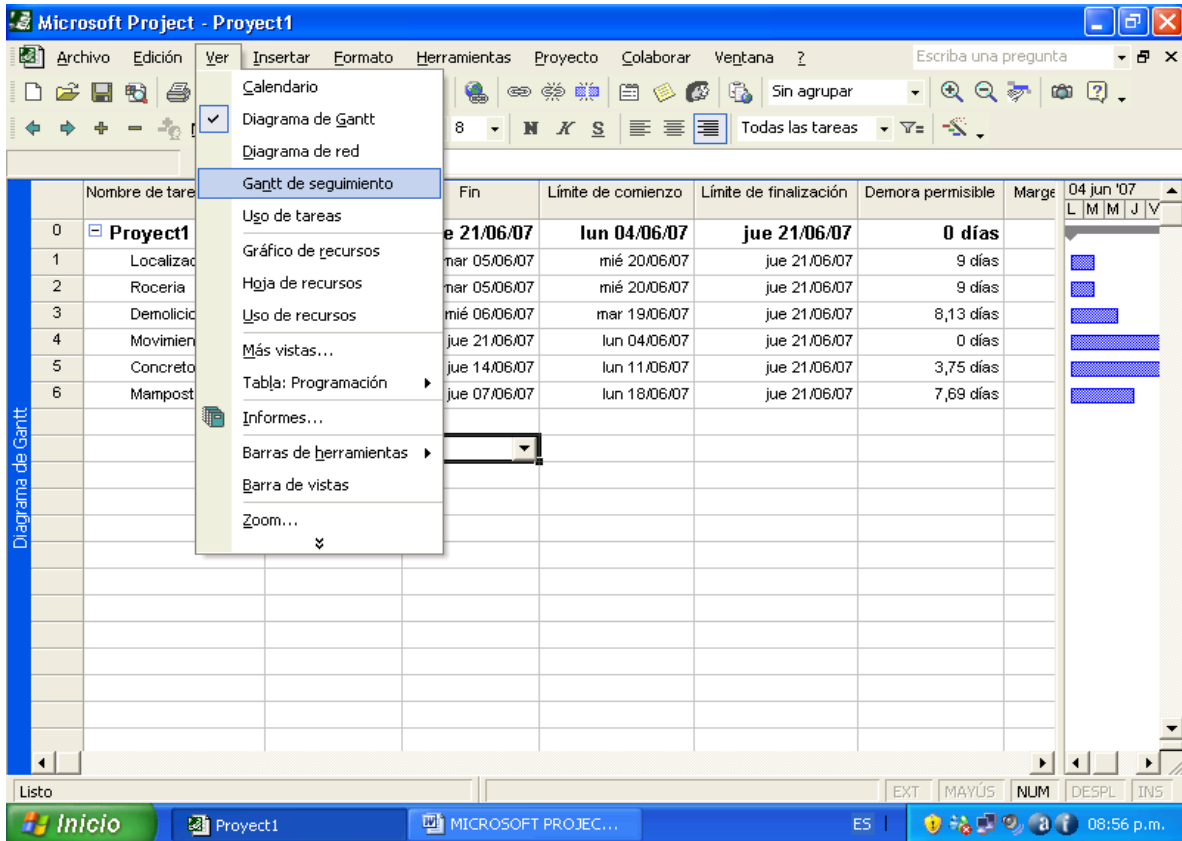 Microsoft Project - Proyect1
Archivo Edición Ver Insertar Formato Herramientas Proyecto Colaborar Ventana ? Escriba una pregunta
Sin agrupar
8 N K S Todas las tareas
Calendario
Diagrama de Gantt
Diagrama de red
Gantt de seguimiento
Uso de tareas
Gráfico de recursos
Hoja de recursos
Uso de recursos
Más vistas...
Tabla: Programación
Informes...
Barras de herramientas
Barra de vistas
Zoom...
Nombre de tare Fin Límite de comienzo Límite de finalización Demora permisible Marge 04 jun '07
L M M J V
0 Proyect1 e 21/06/07 lun 04/06/07 jue 21/06/07 0 días
1 Localizac mar 05/06/07 mié 20/06/07 jue 21/06/07 9 días
2 Roceria mar 05/06/07 mié 20/06/07 jue 21/06/07 9 días
3 Demolicio mié 06/06/07 mar 19/06/07 jue 21/06/07 8,13 días
4 Movimien jue 21/06/07 lun 04/06/07 jue 21/06/07 0 días
5 Concreto jue 14/06/07 lun 11/06/07 jue 21/06/07 3,75 días
6 Mampost jue 07/06/07 lun 18/06/07 jue 21/06/07 7,69 días
Diagrama de Gantt
Listo EXT MAYÚS NUM DESPL INS
Inicio Proyect1 MICROSOFT PROJEC... ES 08:56 p.m.